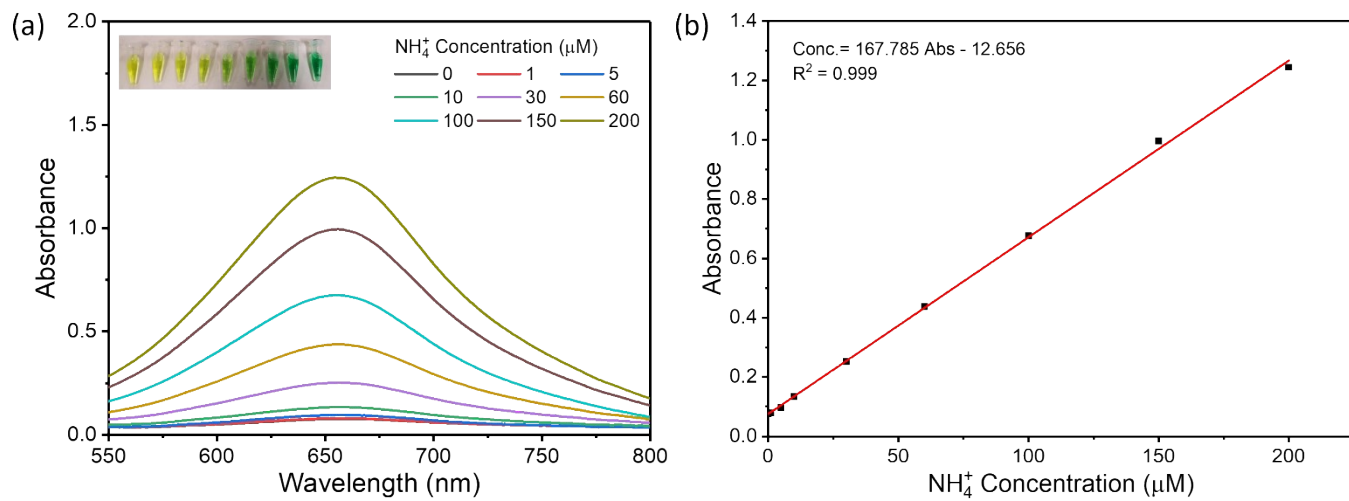 (a)
2.0
1.5
1.0
0.5
0.0
Absorbance
NH₄⁺ Concentration (μM)
0 1 5
10 30 60
100 150 200
550 600 650 700 750 800
Wavelength (nm)
(b)
1.4
1.2
1.0
0.8
0.6
0.4
0.2
0.0
Absorbance
Conc.= 167.785 Abs - 12.656
R² = 0.999
0 50 100 150 200
NH₄⁺ Concentration (μM)